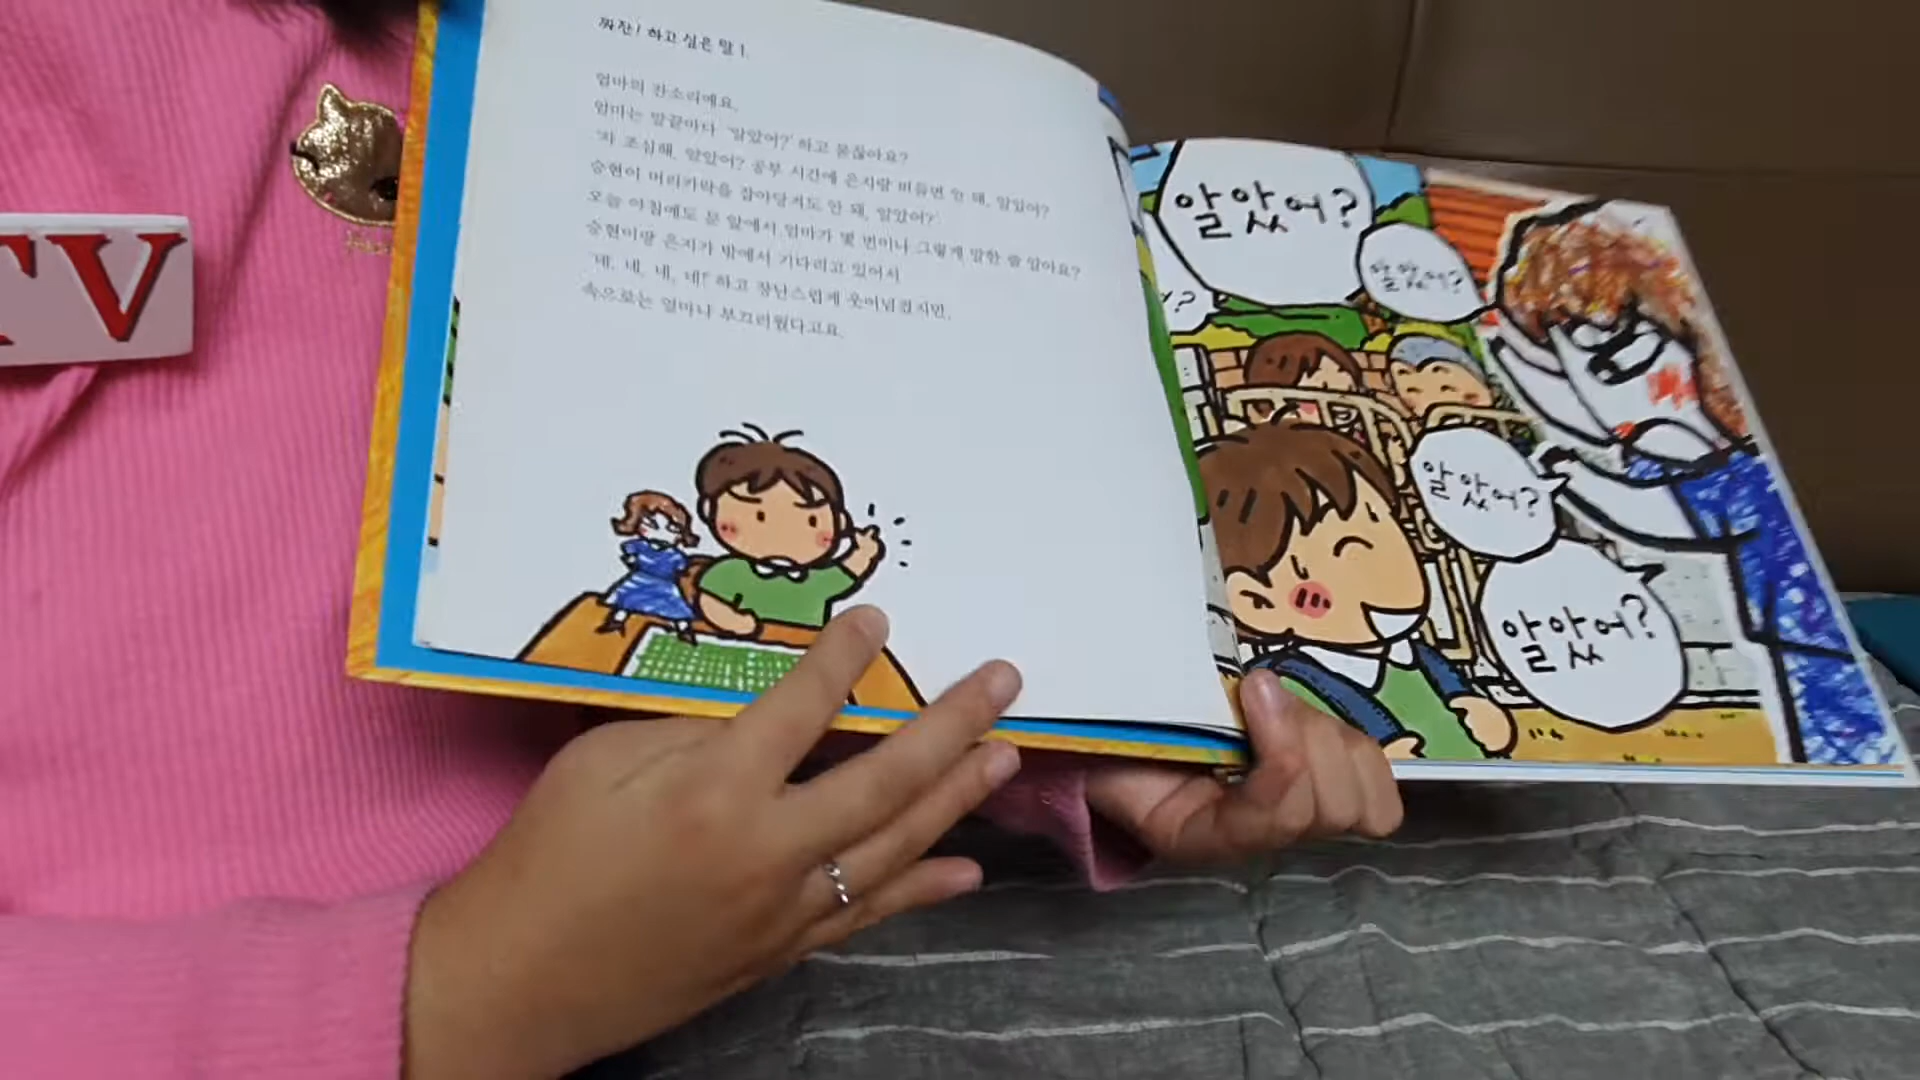 짜잔! 하고 싶은 말 1.
엄마의 잔소리예요.
엄마는 말끝마다 '알았어?' 하고 묻잖아요?
'차 조심해, 알았어? 공부 시간에 은지랑 떠들면 안 돼, 알았어?
승현이 머리카락을 잡아당겨도 안 돼, 알았어?'
오늘 아침에도 문 앞에서 엄마가 몇 번이나 그렇게 말한 줄 알아요?
승현이랑 은지가 밖에서 기다리고 있어서
'네, 네, 네, 네!' 하고 장난스럽게 웃어넘겼지만,
속으로는 얼마나 부끄러웠다고요.
알았어?
알았어?
?
알았어?
알았어?
TV